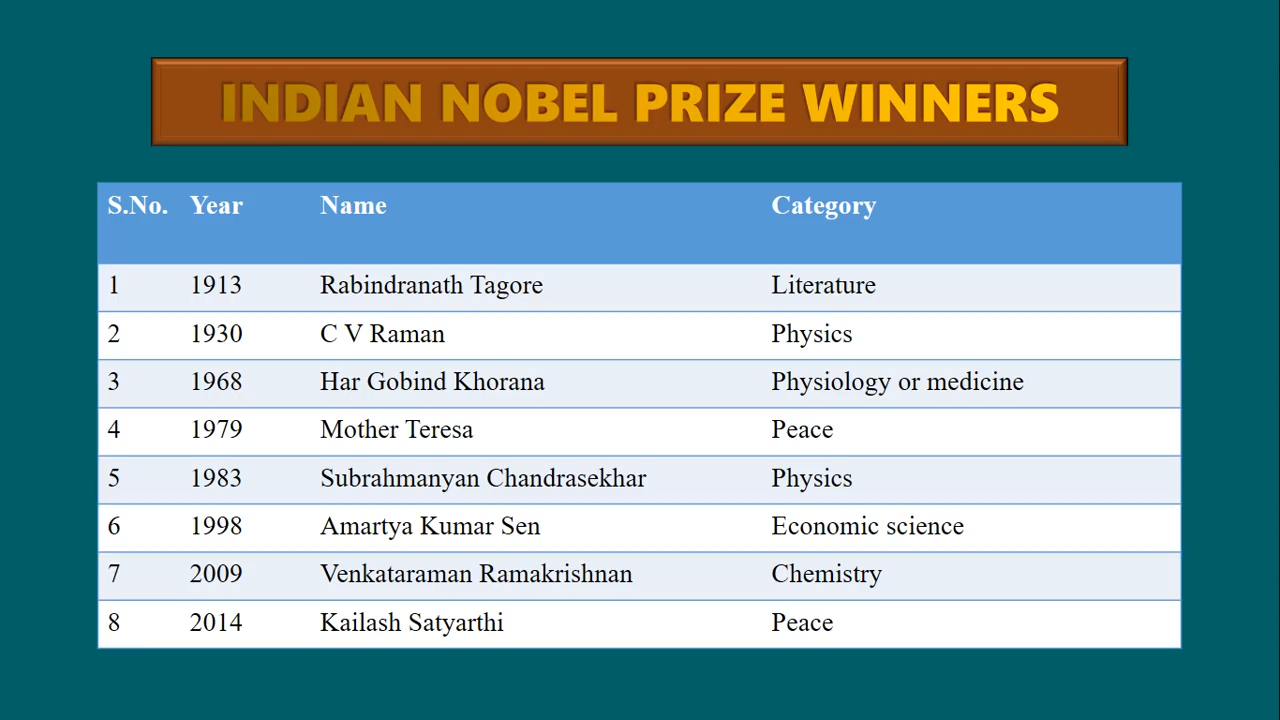 INDIAN NOBEL PRIZE WINNERS
S.No. Year Name Category
1 1913 Rabindranath Tagore Literature
2 1930 C V Raman Physics
3 1968 Har Gobind Khorana Physiology or medicine
4 1979 Mother Teresa Peace
5 1983 Subrahmanyan Chandrasekhar Physics
6 1998 Amartya Kumar Sen Economic science
7 2009 Venkataraman Ramakrishnan Chemistry
8 2014 Kailash Satyarthi Peace